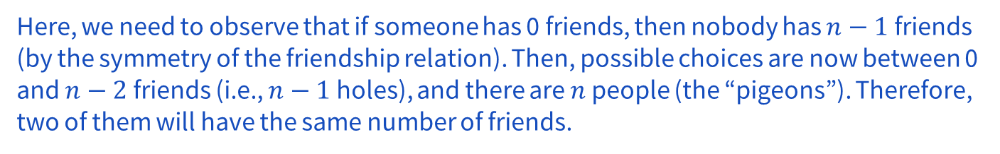 Here, we need to observe that if someone has 0 friends, then nobody has n − 1 friends
(by the symmetry of the friendship relation). Then, possible choices are now between 0
and n − 2 friends (i.e., n − 1 holes), and there are n people (the “pigeons”). Therefore,
two of them will have the same number of friends.